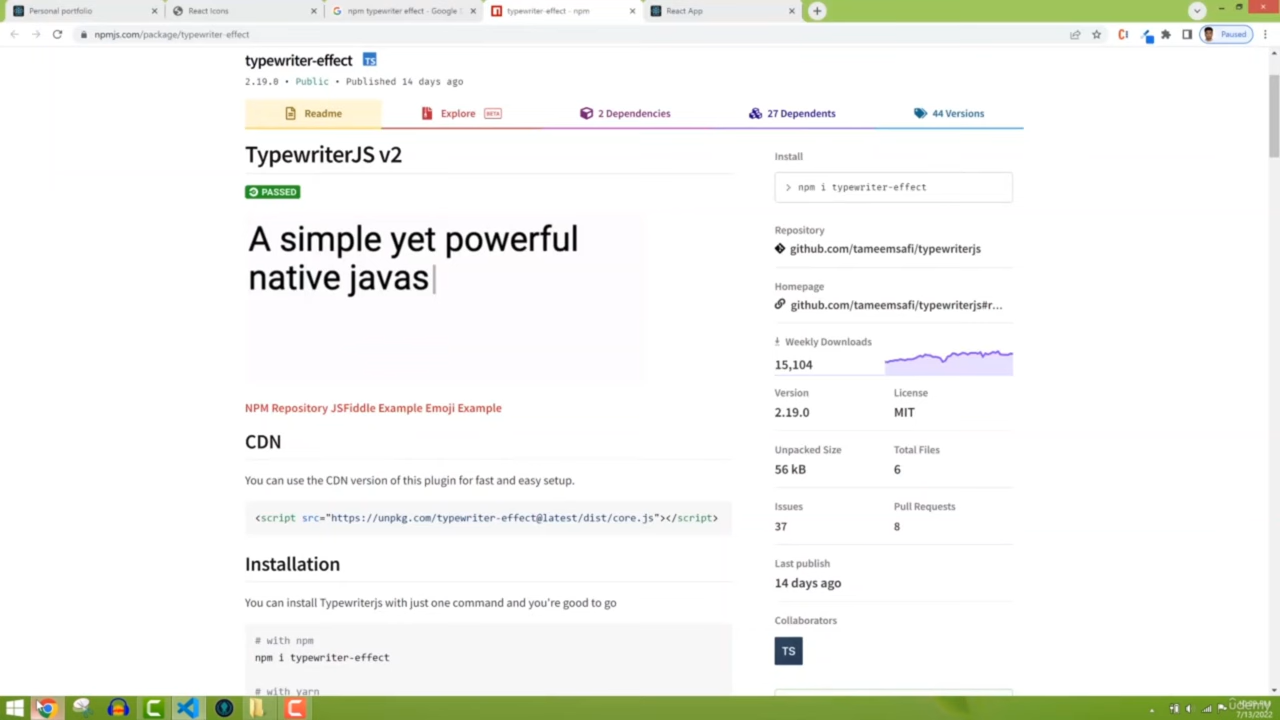 Personal portfolio
React Icons
npm typewriter effect - Google
typewriter-effect - npm
React App
npmjs.com/package/typewriter-effect
Paused
typewriter-effect TS
2.19.0 • Public • Published 14 days ago
Readme
Explore BETA
2 Dependencies
27 Dependents
44 Versions
TypewriterJS v2
PASSED
A simple yet powerful
native javas
NPM Repository JSFiddle Example Emoji Example
CDN
You can use the CDN version of this plugin for fast and easy setup.
<script src="https://unpkg.com/typewriter-effect@latest/dist/core.js"></script>
Installation
You can install Typewriterjs with just one command and you're good to go
# with npm
npm i typewriter-effect
# with yarn
Install
> npm i typewriter-effect
Repository
github.com/tameemsafi/typewriterjs
Homepage
github.com/tameemsafi/typewriterjs#r...
Weekly Downloads
15,104
Version
License
2.19.0
MIT
Unpacked Size
Total Files
56 kB
6
Issues
Pull Requests
37
8
Last publish
14 days ago
Collaborators
TS
udemy
7/13/2022